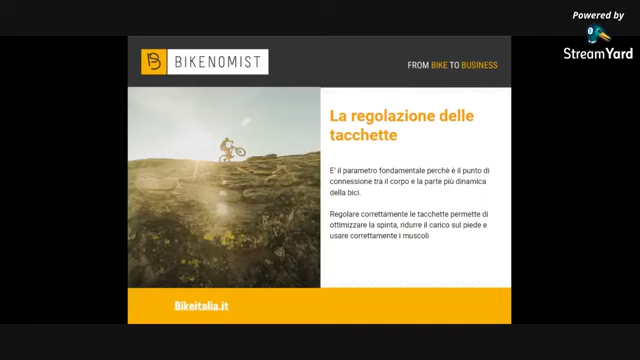 Powered by
StreamYard
BIKENOMIST
FROM BIKE TO BUSINESS
La regolazione delle
tacchette
E' il parametro fondamentale perchè è il punto di
connessione tra il corpo e la parte più dinamica
della bici.
Regolare correttamente le tacchette permette di
ottimizzare la spinta, ridurre il carico sul piede e
usare correttamente i muscoli
Bikeitalia.it